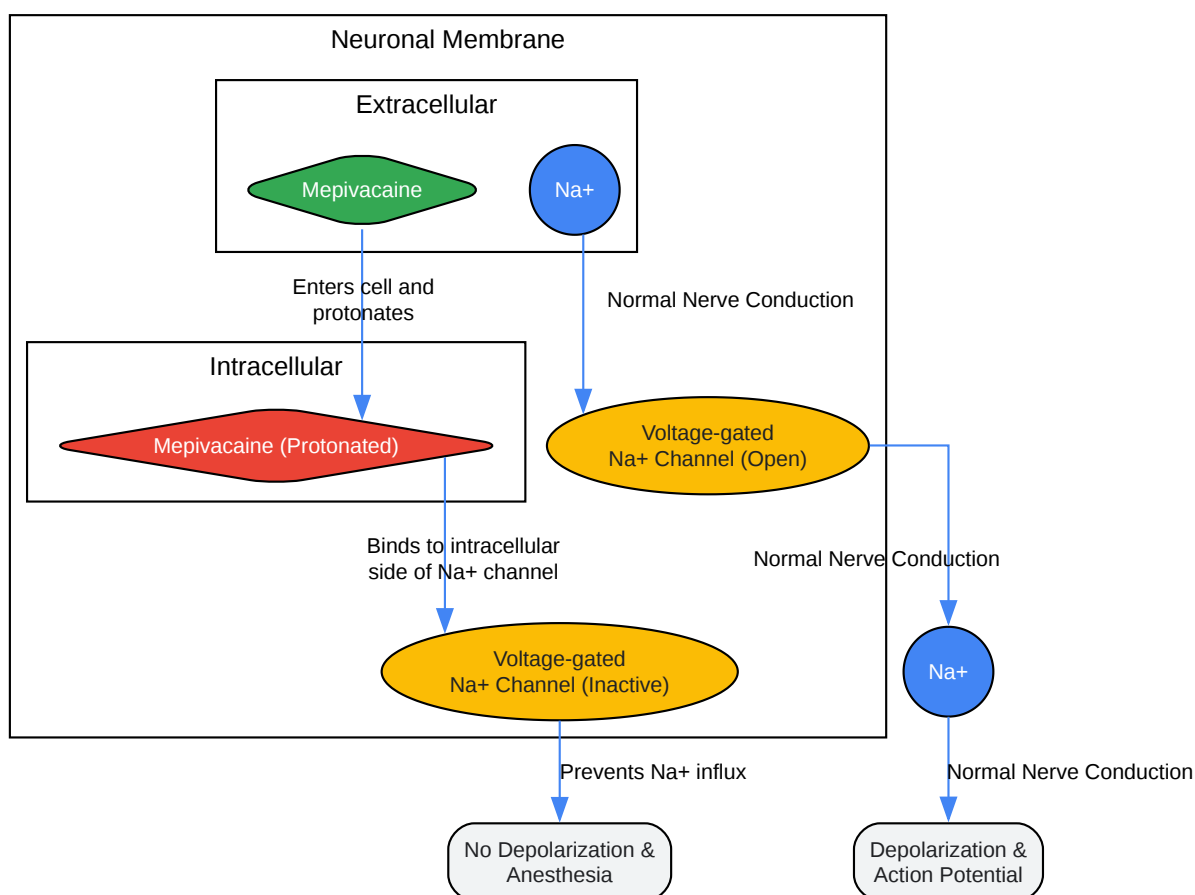 Neuronal Membrane
Extracellular
Mepivacaine
Na+
Enters cell and
protonates
Normal Nerve Conduction
Intracellular
Mepivacaine (Protonated)
Voltage-gated
Na+ Channel (Open)
Binds to intracellular
side of Na+ channel
Normal Nerve Conduction
Voltage-gated
Na+ Channel (Inactive)
Na+
Prevents Na+ influx
Normal Nerve Conduction
No Depolarization &
Anesthesia
Depolarization &
Action Potential